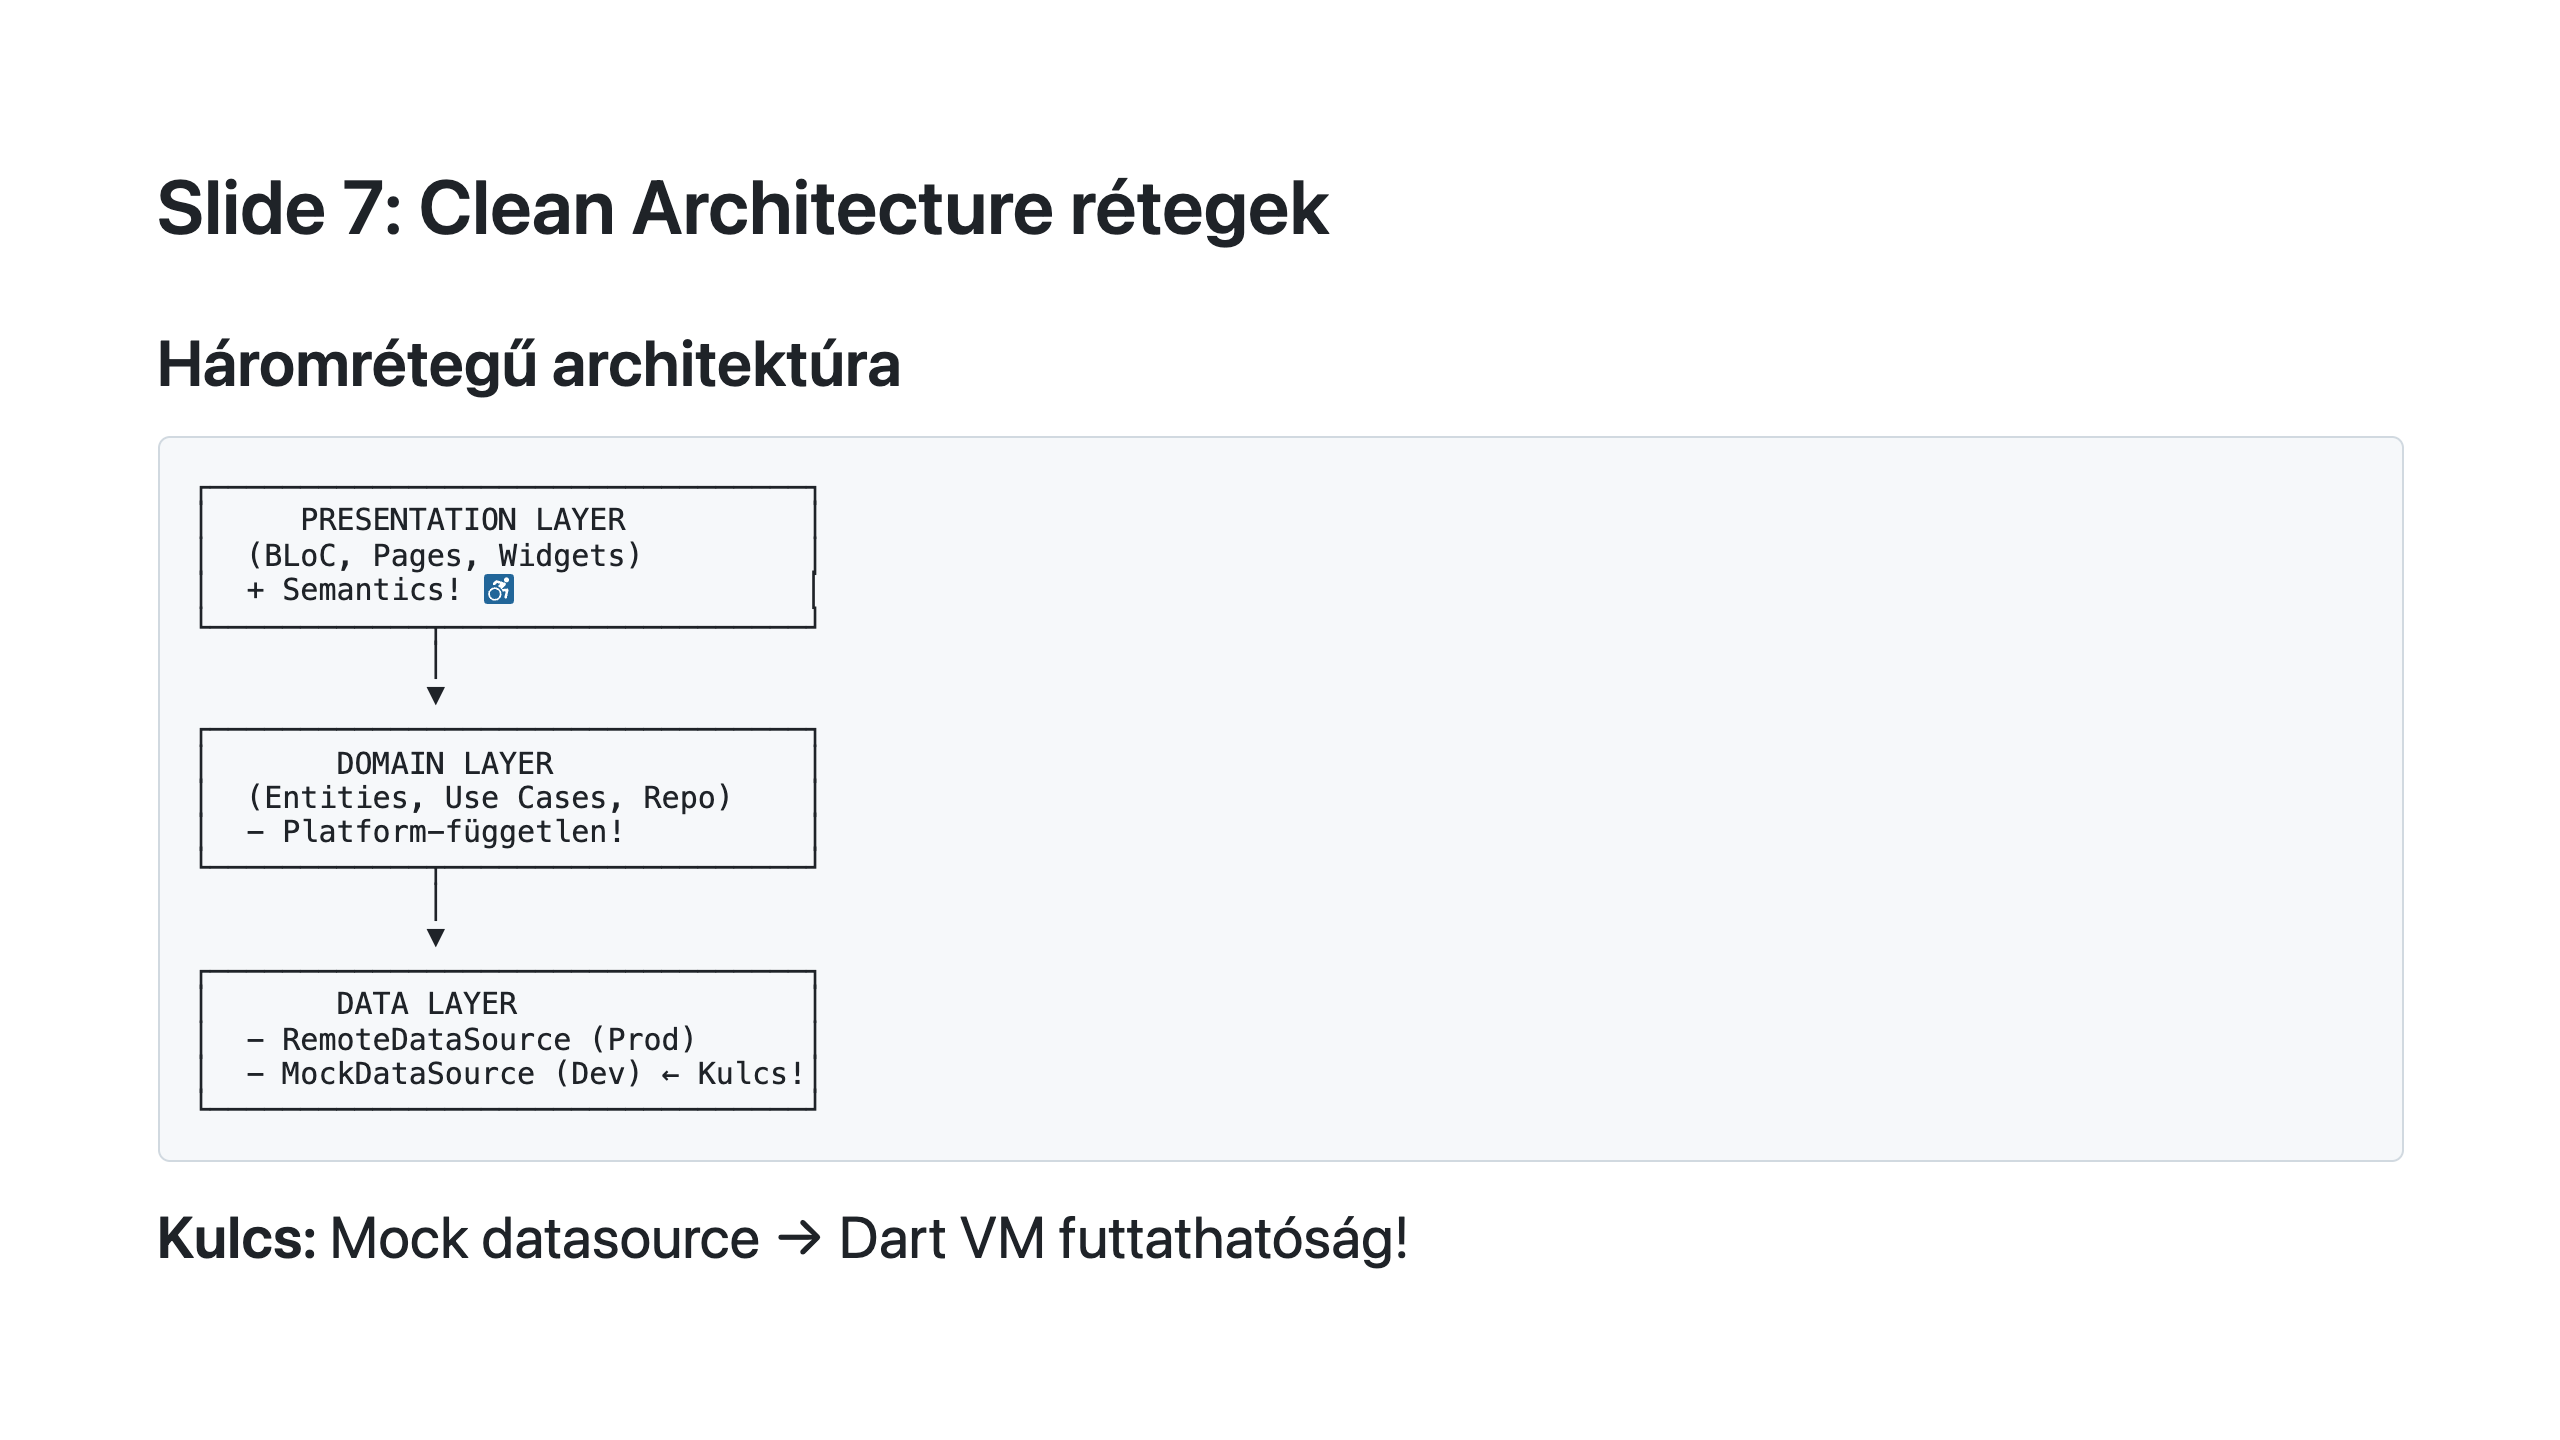 Slide 7: Clean Architecture rétegek
Háromrétegű architektúra
PRESENTATION LAYER
(BLoC, Pages, Widgets)
+ Semantics! ♿
DOMAIN LAYER
(Entities, Use Cases, Repo)
- Platform-független!
DATA LAYER
- RemoteDataSource (Prod)
- MockDataSource (Dev) ← Kulcs!
Kulcs: Mock datasource → Dart VM futtathatóság!